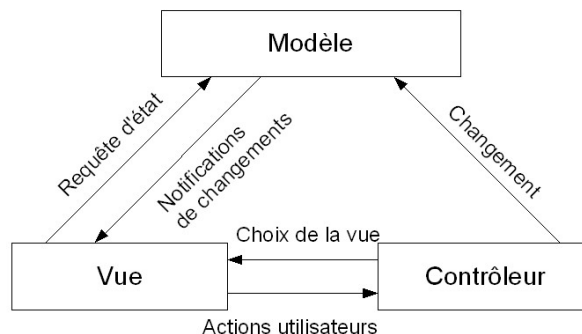 Modèle
Requête d'état
Notifications
de changements
Changement
Choix de la vue
Vue
Contrôleur
Actions utilisateurs